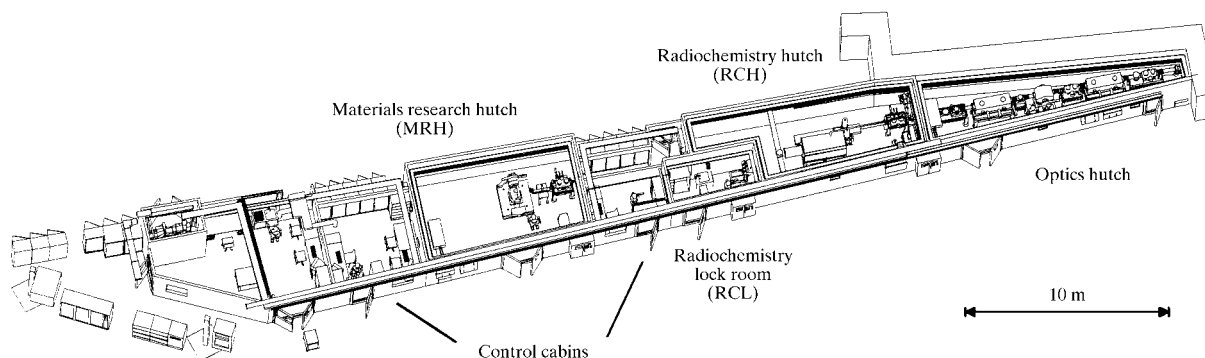 Radiochemistry hutch
(RCH)
Materials research hutch
(MRH)
Optics hutch
Radiochemistry
lock room
(RCL)
10 m
Control cabins